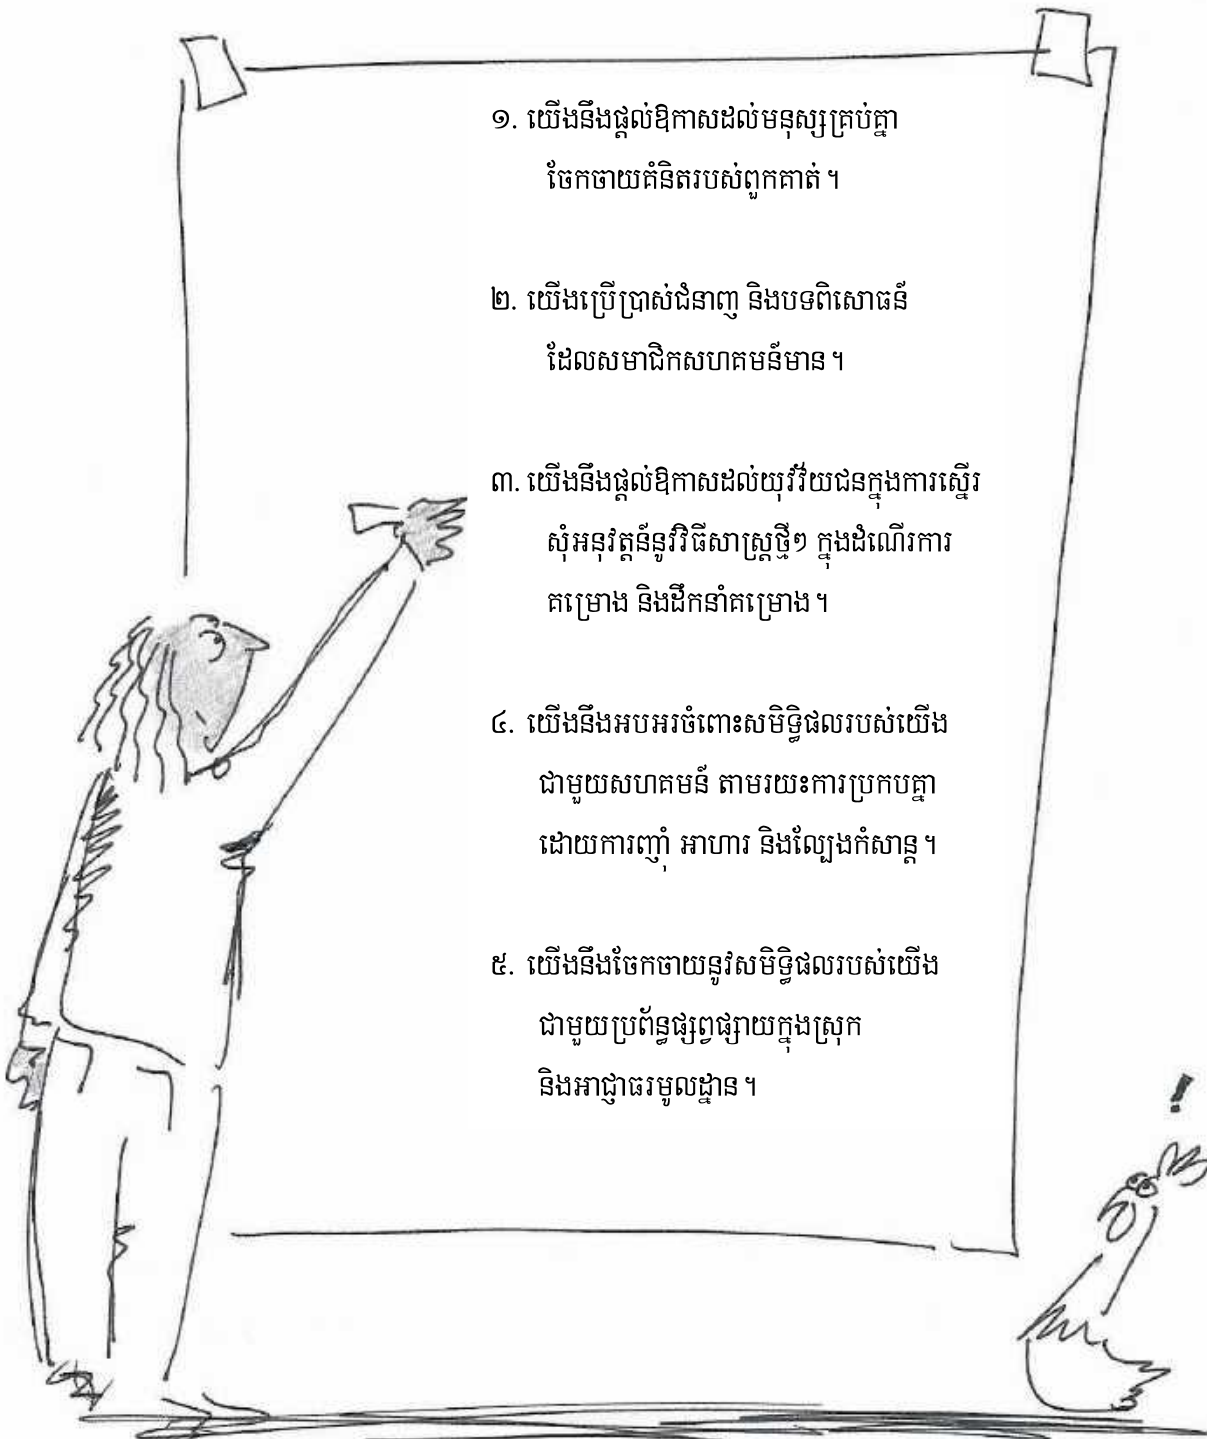 ១. យើងនឹងផ្តល់ឱកាសដល់មនុស្សគ្រប់គ្នា
ចែកចាយគំនិតរបស់ពួកគាត់។
២. យើងប្រើប្រាស់ជំនាញ និងបទពិសោធន៍
ដែលសមាជិកសហគមន៍មាន។
៣. យើងនឹងផ្តល់ឱកាសដល់យុវវ័យជនក្នុងការស្នើរ
សុំអនុវត្តន៍នូវវិធីសាស្ត្រថ្មីៗ ក្នុងដំណើរការ
គម្រោង និងដឹកនាំគម្រោង។
៤. យើងនឹងអបអរចំពោះសមិទ្ធិផលរបស់យើង
ជាមួយសហគមន៍ តាមរយះការប្រកបគ្នា
ដោយការញ៉ាំ អាហារ និងល្បែងកំសាន្ត។
៥. យើងនឹងចែកចាយនូវសមិទ្ធិផលរបស់យើង
ជាមួយប្រព័ន្ធផ្សព្វផ្សាយក្នុងស្រុក
និងអាជ្ញាធរមូលដ្ឋាន។
!